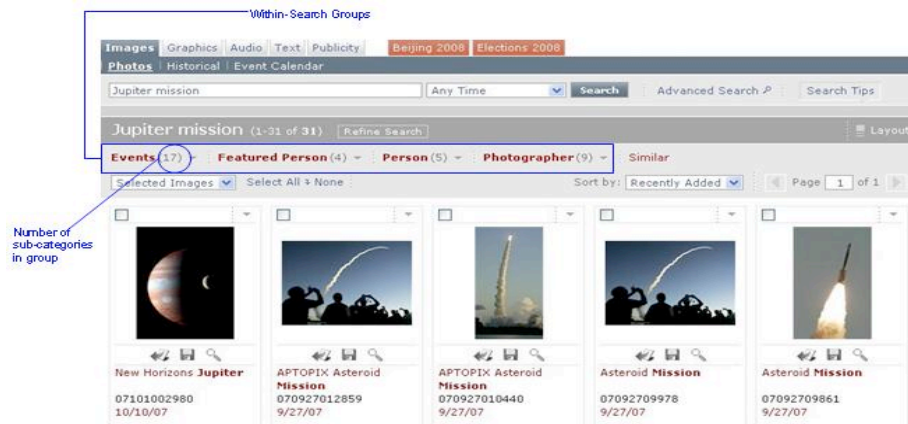 Within-Search Groups
Images Graphics Audio Text Publicity Beijing 2008 Elections 2008
Photos Historical Event Calendar
Jupiter mission Any Time Search Advanced Search Search Tips
Jupiter mission (1-31 of 31) Refine Search Layout
Events (17) Featured Person (4) Person (5) Photographer (9) Similar
Selected Images Select All + None Sort by: Recently Added Page 1 of 1
Number of
sub-categories
in group
New Horizons Jupiter
07101002980
10/10/07
APTOPIX Asteroid
Mission
070927012859
9/27/07
APTOPIX Asteroid
Mission
070927010440
9/27/07
Asteroid Mission
07092709978
9/27/07
Asteroid Mission
07092709861
9/27/07